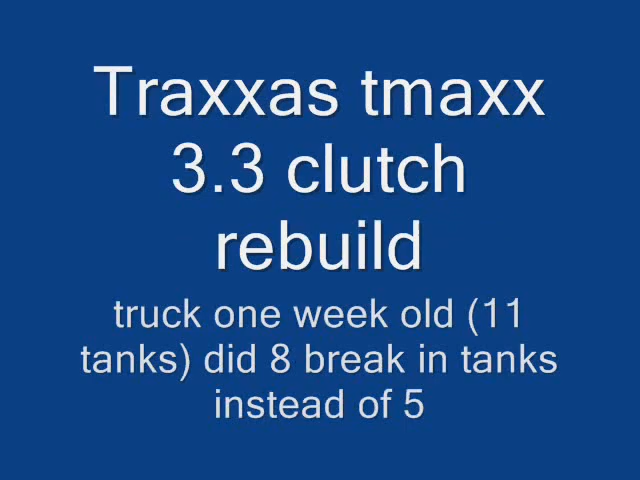 Traxxas tmaxx
3.3 clutch
rebuild
truck one week old (11
tanks) did 8 break in tanks
instead of 5